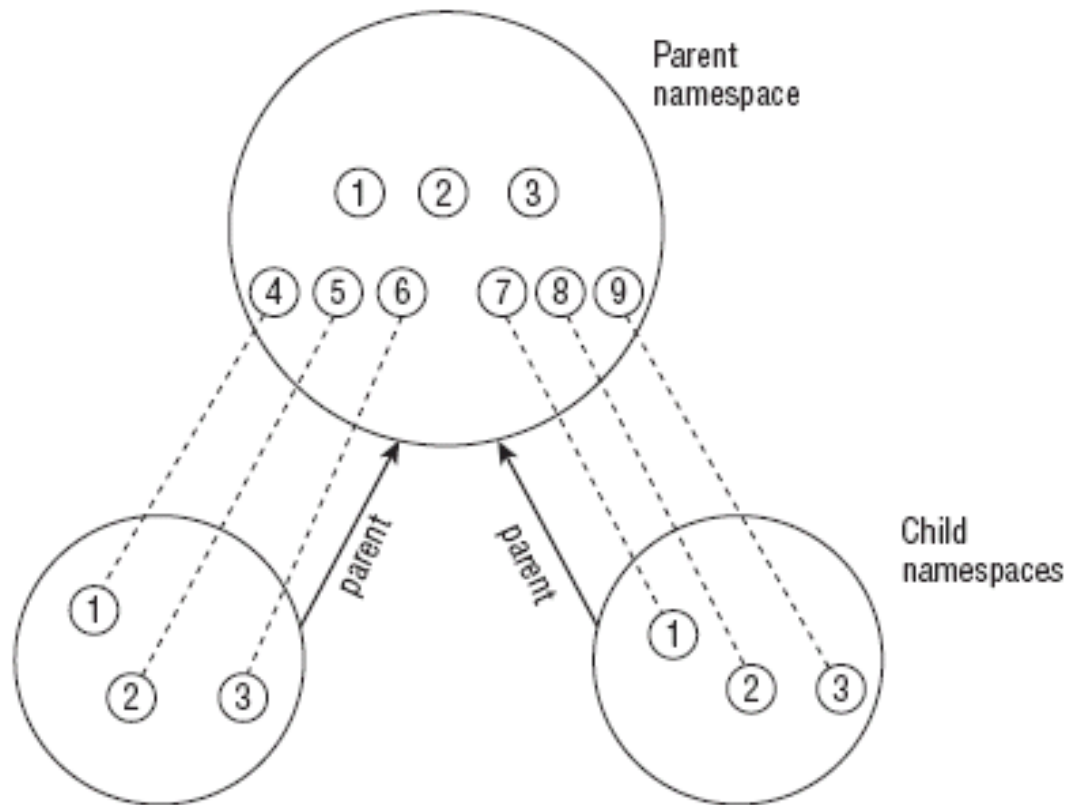 Parent
namespace
1 2 3
4 5 6 7 8 9
parent
parent
Child
namespaces
1
2
3
1
2
3